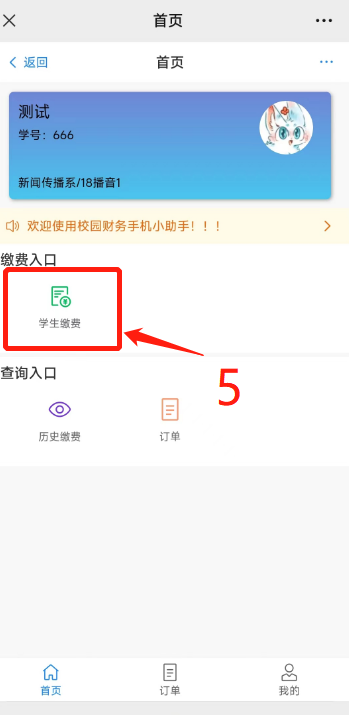 首页
返回
首页
测试
学号：666
新闻传播系/18播音1
欢迎使用校园财务手机小助手！！！
缴费入口
学生缴费
5
查询入口
历史缴费
订单
首页
订单
我的